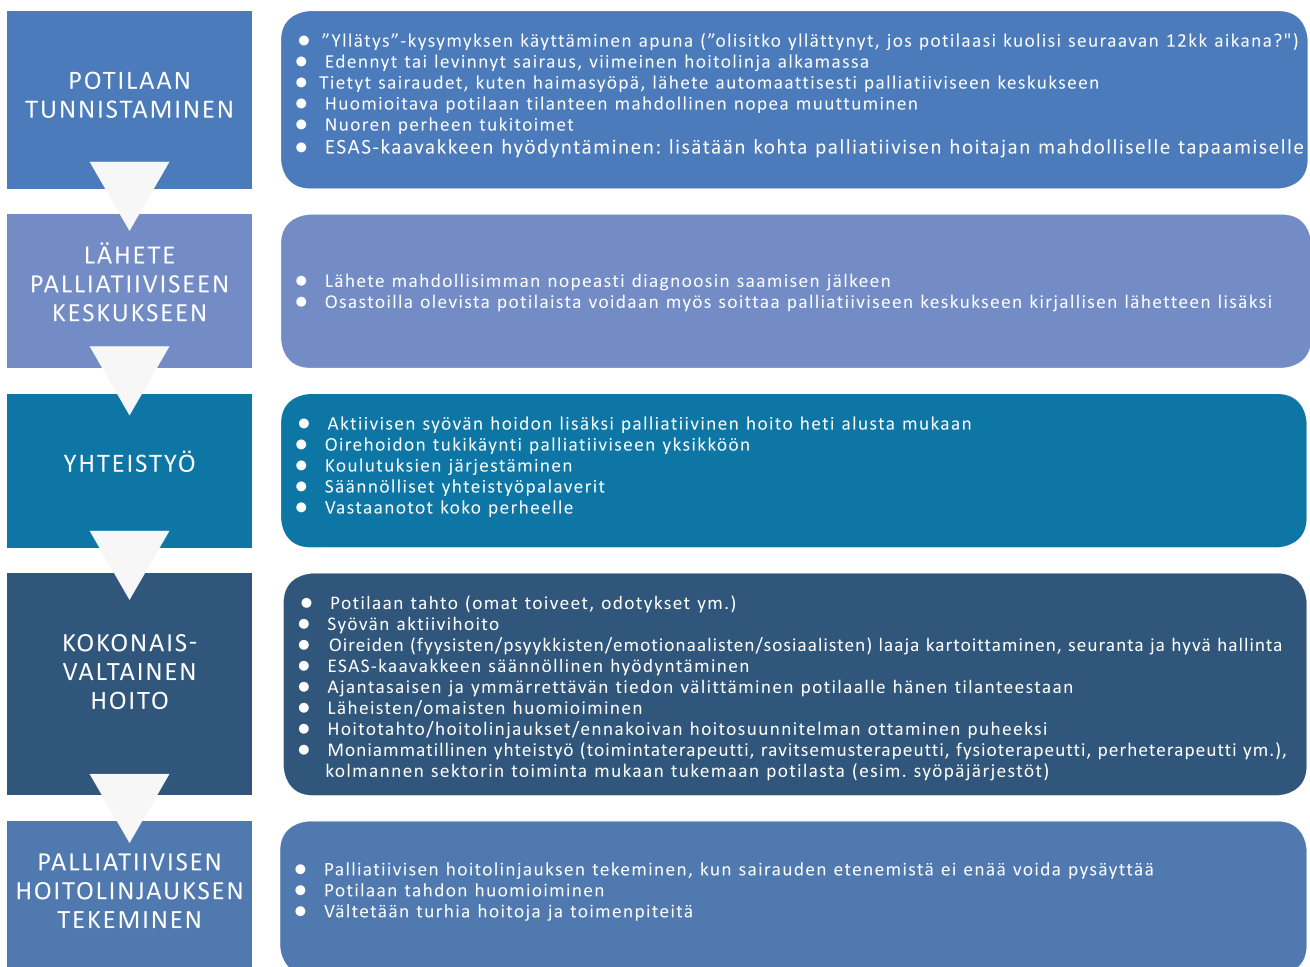 POTILAAN
TUNNISTAMINEN
● ”Yllätys”-kysymyksen käyttäminen apuna (”olisitko yllättynyt, jos potilaasi kuolisi seuraavan 12kk aikana?")
● Edennyt tai levinnyt sairaus, viimeinen hoitolinja alkamassa
● Tietyt sairaudet, kuten haimasyöpä, lähete automaattisesti palliatiiviseen keskukseen
● Huomioitava potilaan tilanteen mahdollinen nopea muuttuminen
● Nuoren perheen tukitoimet
● ESAS-kaavakkeen hyödyntäminen: lisätään kohta palliatiivisen hoitajan mahdolliselle tapaamiselle
LÄHETE
PALLIATIIVISEEN
KESKUKSEEN
● Lähete mahdollisimman nopeasti diagnoosin saamisen jälkeen
● Osastoilla olevista potilaista voidaan myös soittaa palliatiiviseen keskukseen kirjallisen lähetteen lisäksi
YHTEISTYÖ
● Aktiivisen syövän hoidon lisäksi palliatiivinen hoito heti alusta mukaan
● Oirehoidon tukikäynti palliatiiviseen yksikköön
● Koulutuksien järjestäminen
● Säännölliset yhteistyöpalaverit
● Vastaanotot koko perheelle
KOKONAIS-
VALTAINEN
HOITO
● Potilaan tahto (omat toiveet, odotykset ym.)
● Syövän aktiivihoito
● Oireiden (fyysisten/psyykkisten/emotionaalisten/sosiaalisten) laaja kartoittaminen, seuranta ja hyvä hallinta
● ESAS-kaavakkeen säännöllinen hyödyntäminen
● Ajantasaisen ja ymmärrettävän tiedon välittäminen potilaalle hänen tilanteestaan
● Läheisten/omaisten huomioiminen
● Hoitotahto/hoitolinjaukset/ennakoivan hoitosuunnitelman ottaminen puheeksi
● Moniammatillinen yhteistyö (toimintaterapeutti, ravitsemusterapeutti, fysioterapeutti, perheterapeutti ym.),
kolmannen sektorin toiminta mukaan tukemaan potilasta (esim. syöpäjärjestöt)
PALLIATIIVISEN
HOITOLINJAUKSEN
TEKEMINEN
● Palliatiivisen hoitolinjauksen tekeminen, kun sairauden etenemistä ei enää voida pysäyttää
● Potilaan tahdon huomioiminen
● Vältetään turhia hoitoja ja toimenpiteitä